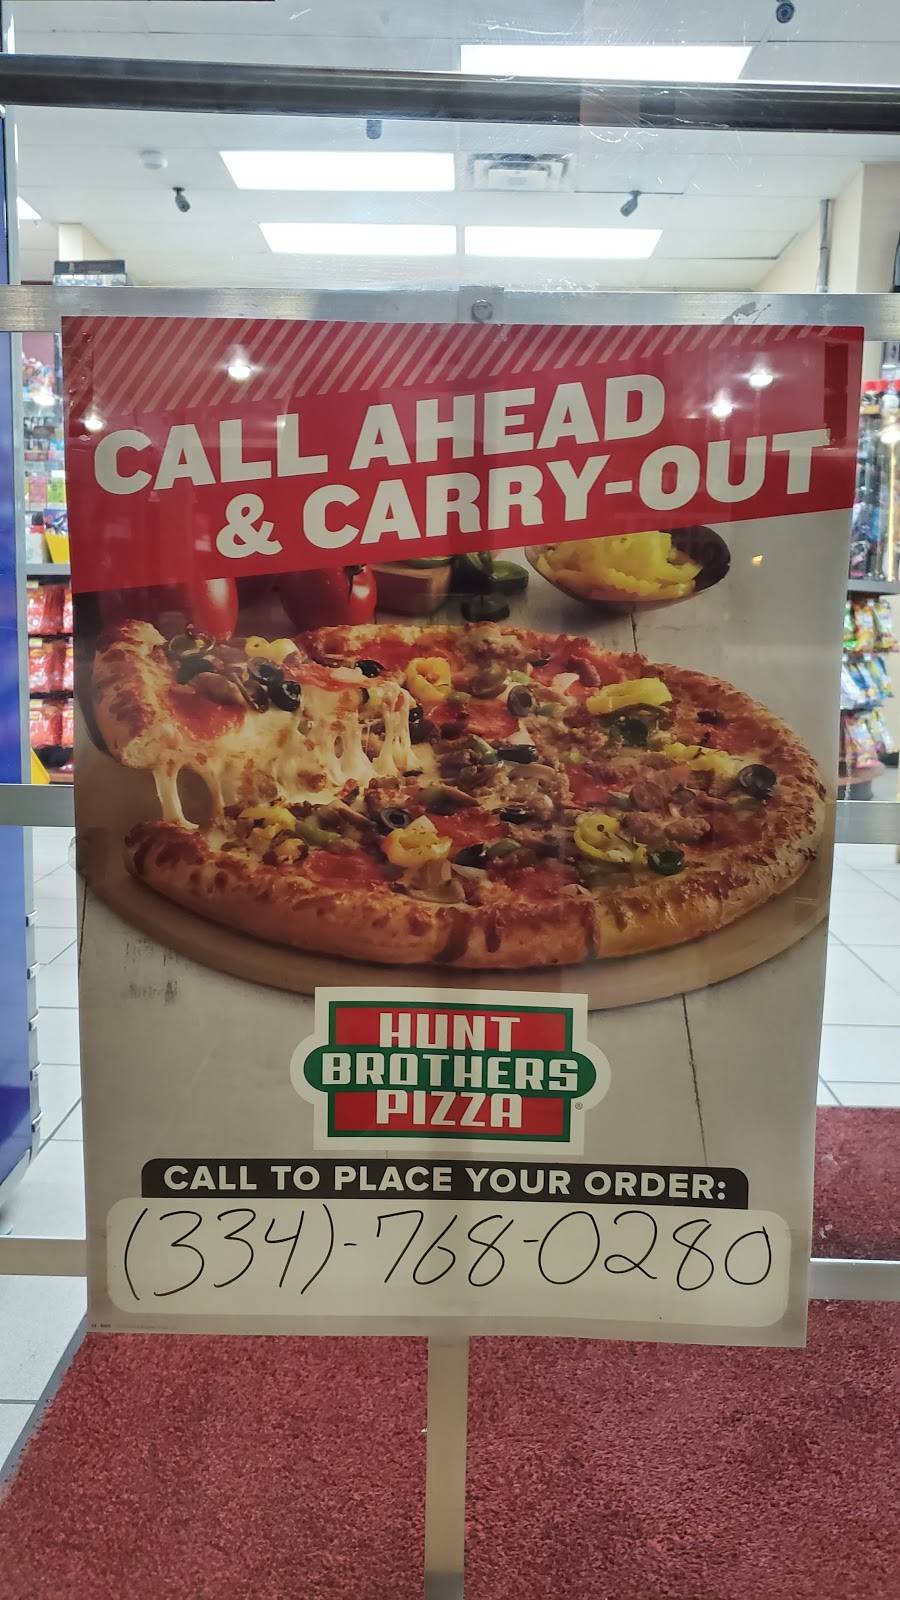 CALL AHEAD
& CARRY-OUT
HUNT
BROTHERS
PIZZA
®
CALL TO PLACE YOUR ORDER:
(334)-768-0280